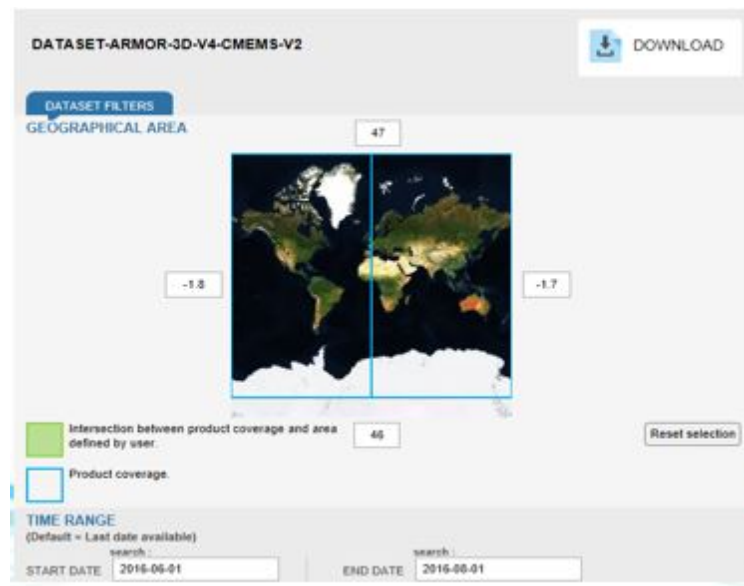 DATASET-ARMOR-3D-V4-CMEMS-V2
DOWNLOAD
DATASET FILTERS
GEOGRAPHICAL AREA
47
-1.8
-1.7
Intersection between product coverage and area
defined by user.
46
Reset selection
Product coverage.
TIME RANGE
(Default = Last date available)
search :
search :
START DATE 2016-06-01
END DATE 2016-08-01